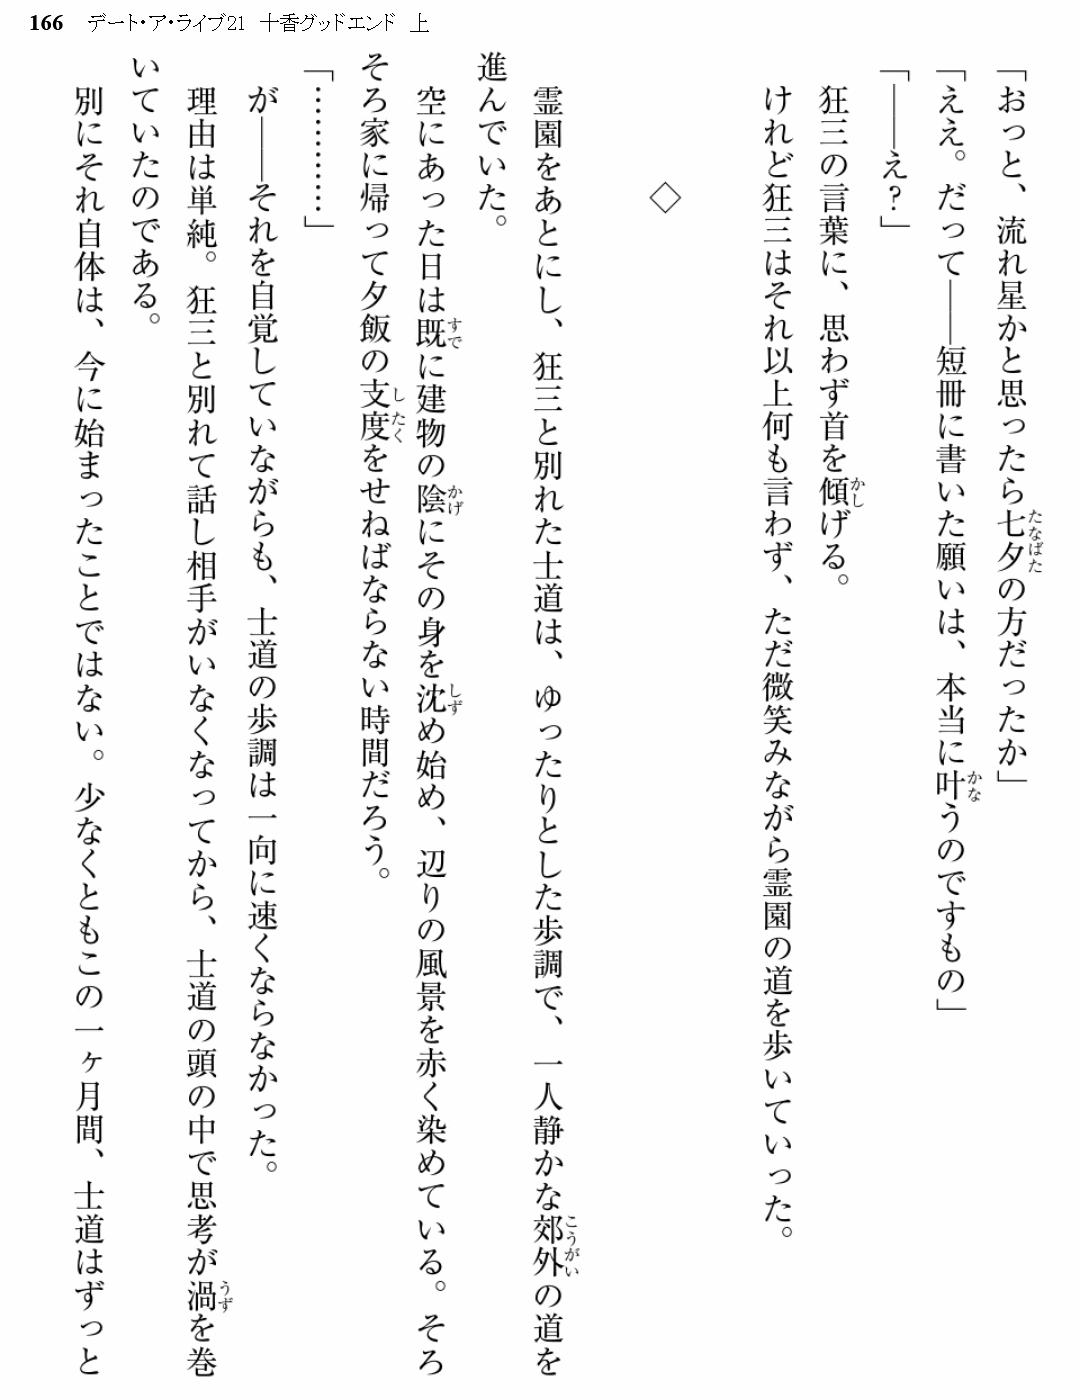 166 デート・ア・ライブ21 十香グッドエンド 上
「おっと、流れ星かと思ったら七夕の方だったか」
「ええ。だって――短冊に書いた願いは、本当に叶うのですもの」
「――え？」
狂三の言葉に、思わず首を傾げる。
けれど狂三はそれ以上何も言わず、ただ微笑みながら霊園の道を歩いていった。
◇
霊園をあとにし、狂三と別れた士道は、ゆったりとした歩調で、一人静かな郊外の道を
進んでいた。
空にあった日は既に建物の陰にその身を沈め始め、辺りの風景を赤く染めている。そろ
そろ家に帰って夕飯の支度をせねばならない時間だろう。
「…………」
が――それを自覚していながらも、士道の歩調は一向に速くならなかった。
理由は単純。狂三と別れて話し相手がいなくなってから、士道の頭の中で思考が渦を巻
いていたのである。
別にそれ自体は、今に始まったことではない。少なくともこの一ヶ月間、士道はずっと